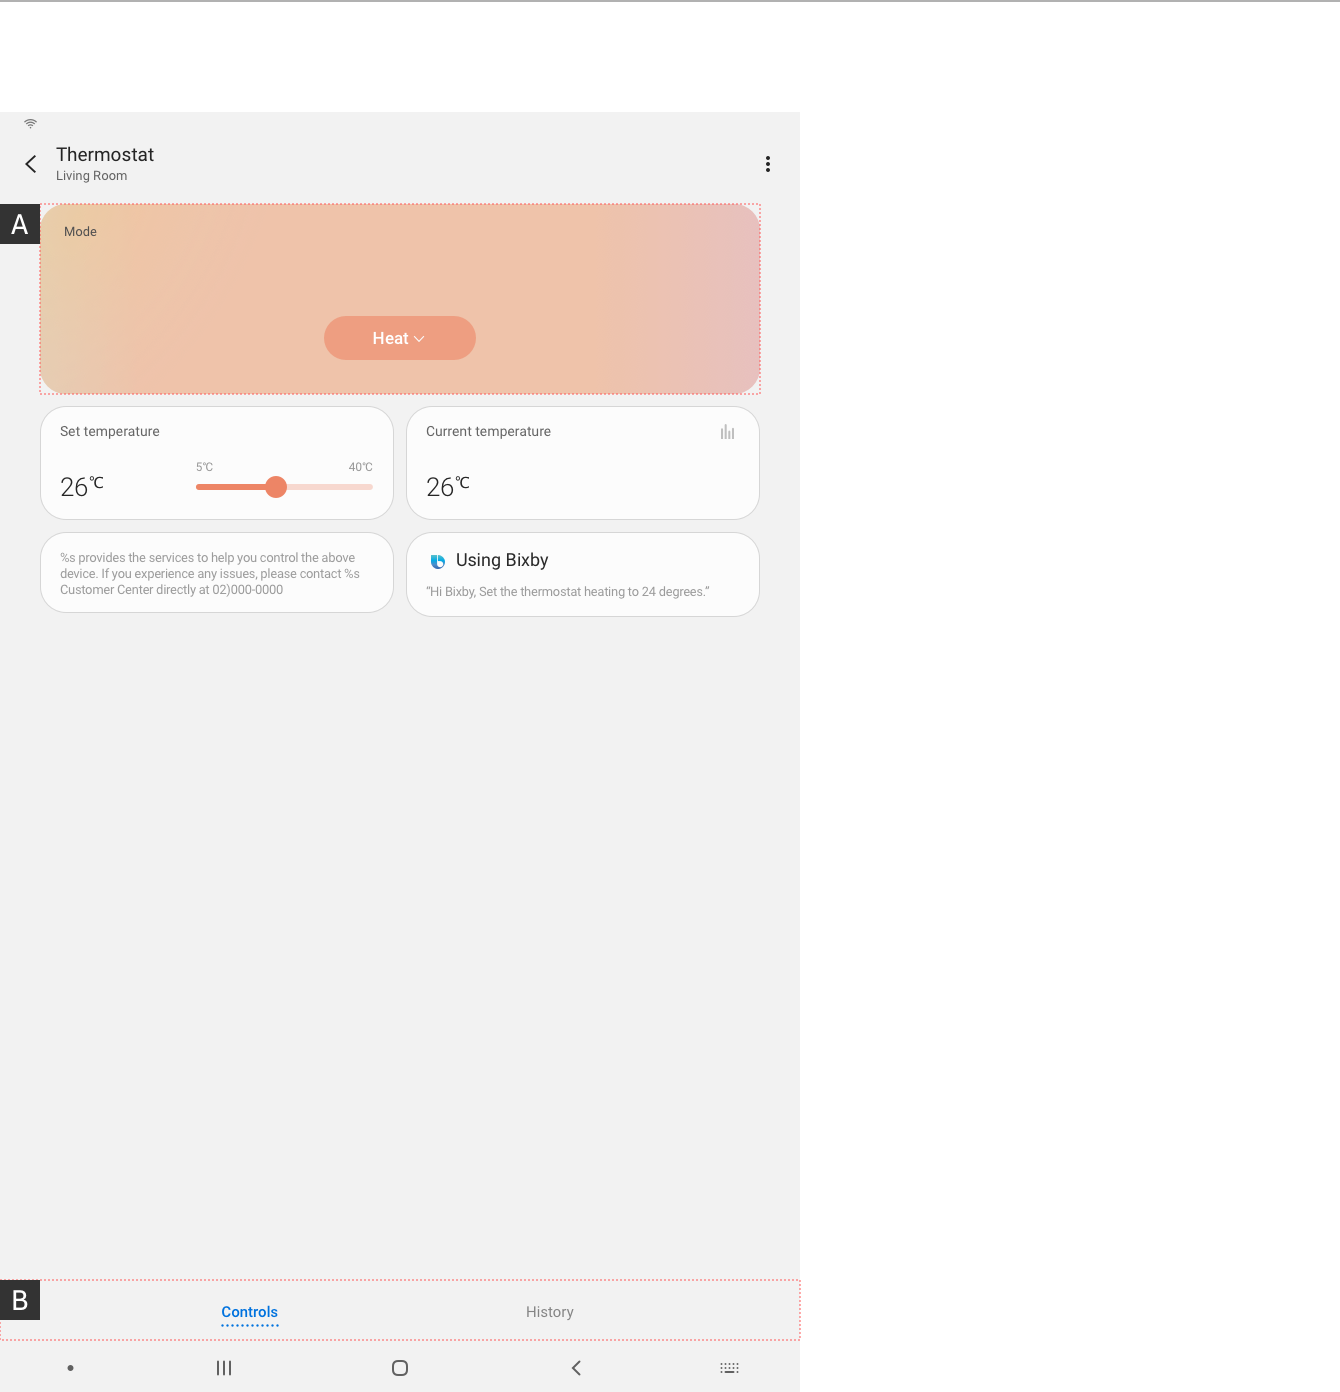 Thermostat
Living Room
A
Mode
Heat
Set temperature
5℃ 40℃
26℃
Current temperature
26℃
%s provides the services to help you control the above
device. If you experience any issues, please contact %s
Customer Center directly at 02)000-0000
Using Bixby
“Hi Bixby, Set the thermostat heating to 24 degrees.”
B
Controls
History